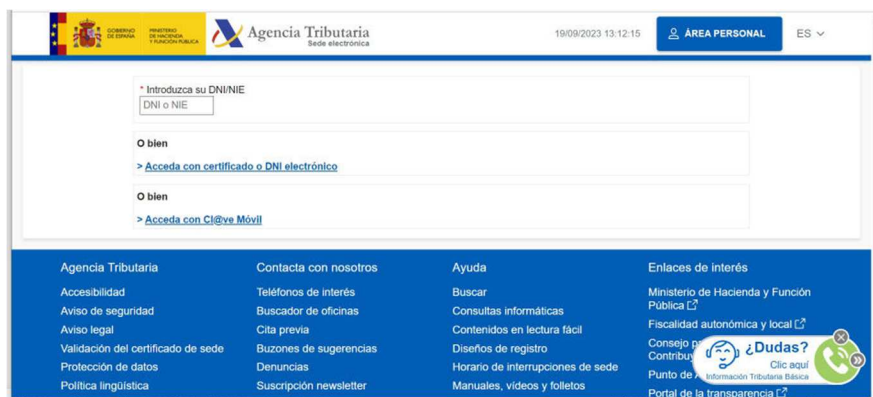 GOBIERNO DE ESPAÑA
MINISTERIO DE HACIENDA Y FUNCIÓN PÚBLICA
Agencia Tributaria
Sede electrónica
19/09/2023 13:12:15
ÁREA PERSONAL
ES
* Introduzca su DNI/NIE
DNI o NIE
O bien
> Acceda con certificado o DNI electrónico
O bien
> Acceda con Cl@ve Móvil
Agencia Tributaria
Accesibilidad
Aviso de seguridad
Aviso legal
Validación del certificado de sede
Protección de datos
Política lingüística
Contacta con nosotros
Teléfonos de interés
Buscador de oficinas
Cita previa
Buzones de sugerencias
Denuncias
Suscripción newsletter
Ayuda
Buscar
Consultas informáticas
Contenidos en lectura fácil
Diseños de registro
Horario de interrupciones de sede
Manuales, vídeos y folletos
Enlaces de interés
Ministerio de Hacienda y Función
Pública
Fiscalidad autonómica y local
Consejo
Contribuy
Punto de
Portal de la transparencia
¿Dudas?
Clic aquí
Información Tributaria Básica